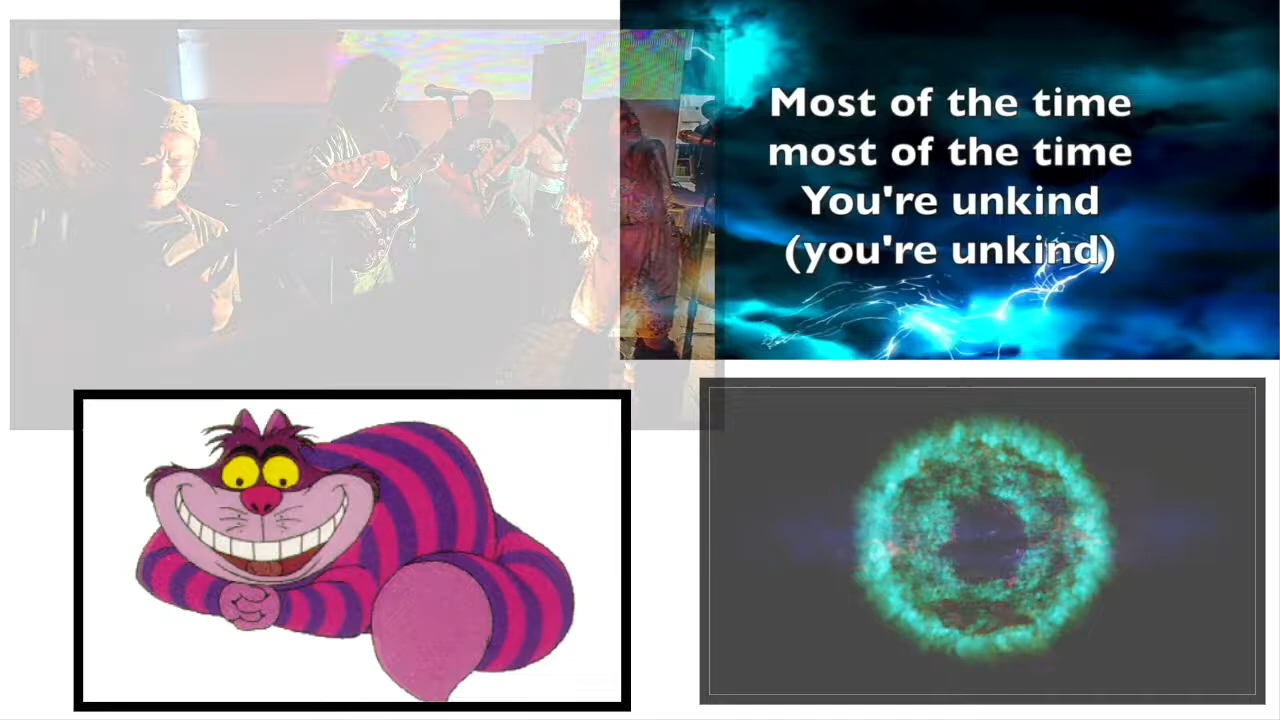 Most of the time
most of the time
You're unkind
(you're unkind)